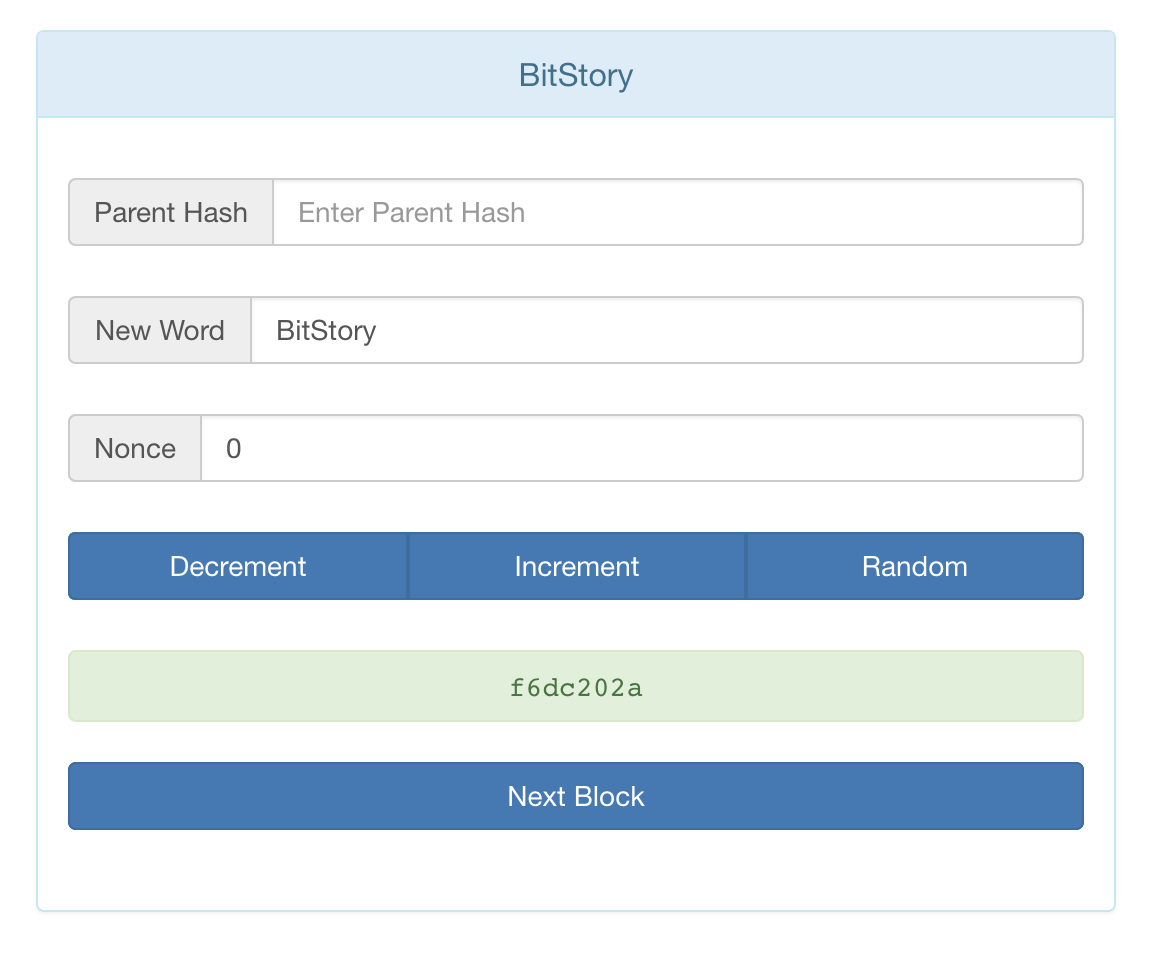 BitStory
Parent Hash Enter Parent Hash
New Word BitStory
Nonce 0
Decrement Increment Random
f6dc202a
Next Block